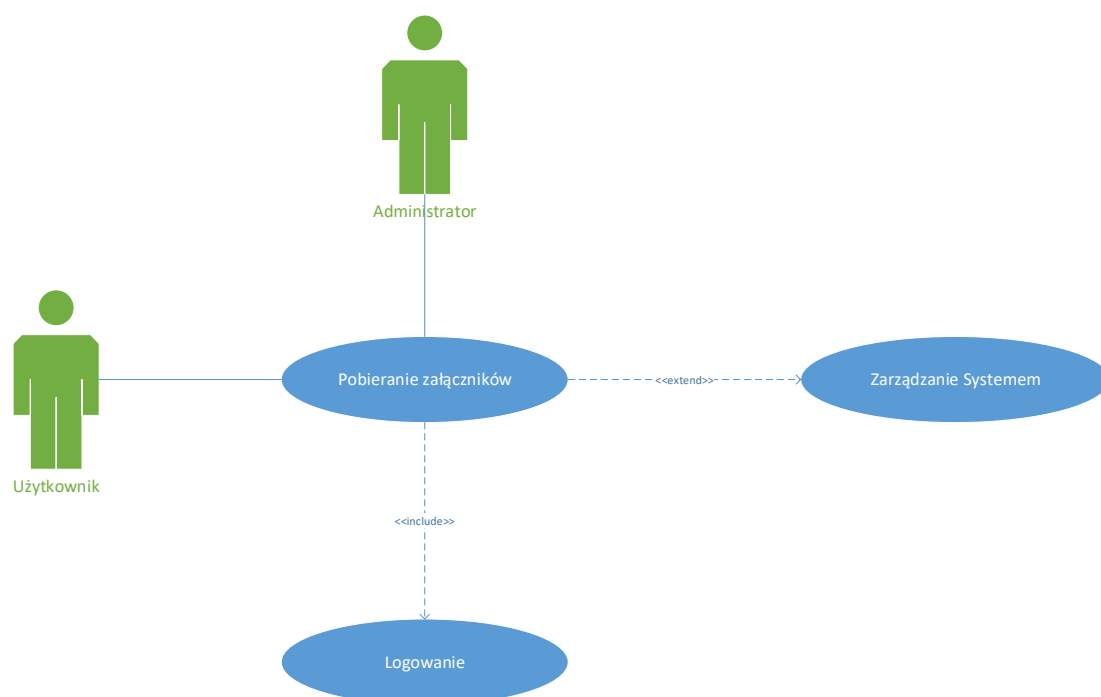 Administrator
Użytkownik
Pobieranie załączników
<<extend>>
Zarządzanie Systemem
<<include>>
Logowanie